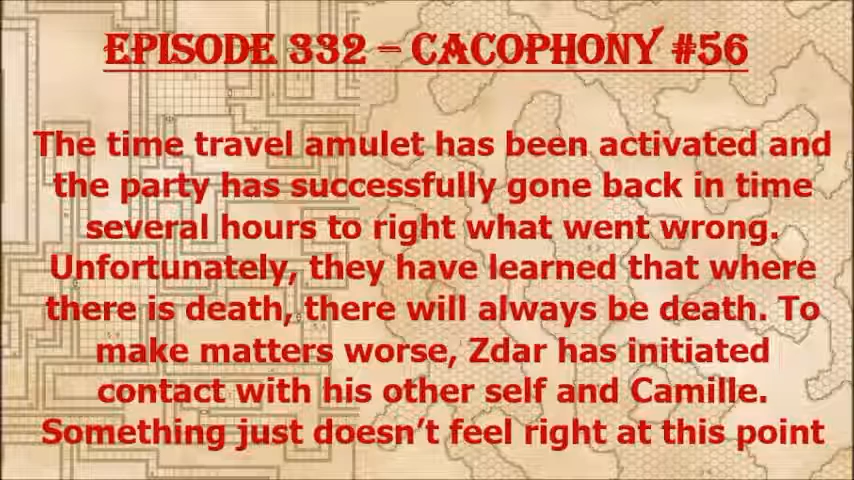 EPISODE 332 – CACOPHONY #56
The time travel amulet has been activated and
the party has successfully gone back in time
several hours to right what went wrong.
Unfortunately, they have learned that where
there is death, there will always be death. To
make matters worse, Zdar has initiated
contact with his other self and Camille.
Something just doesn’t feel right at this point